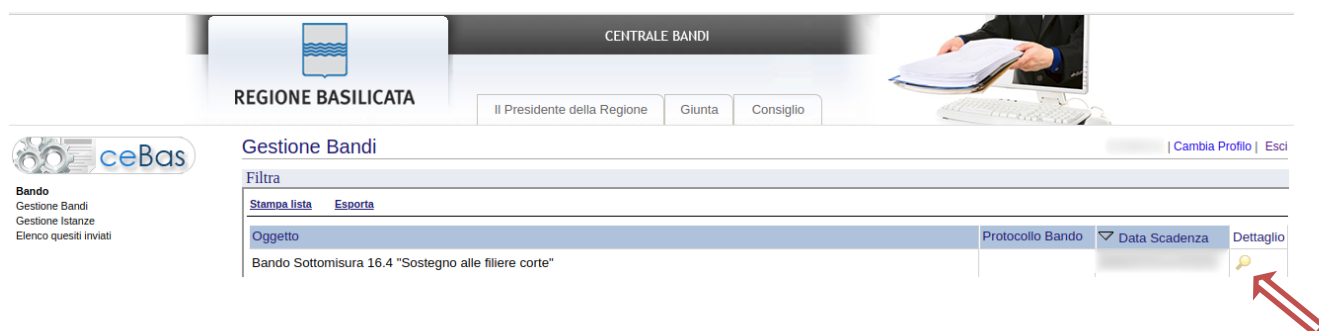 CENTRALE BANDI
REGIONE BASILICATA
Il Presidente della Regione Giunta Consiglio
ceBas
Gestione Bandi
| Cambia Profilo | Esci
Filtra
Bando
Gestione Bandi
Gestione Istanze
Elenco quesiti inviati
Stampa lista Esporta
Oggetto Protocollo Bando Data Scadenza Dettaglio
Bando Sottomisura 16.4 "Sostegno alle filiere corte"